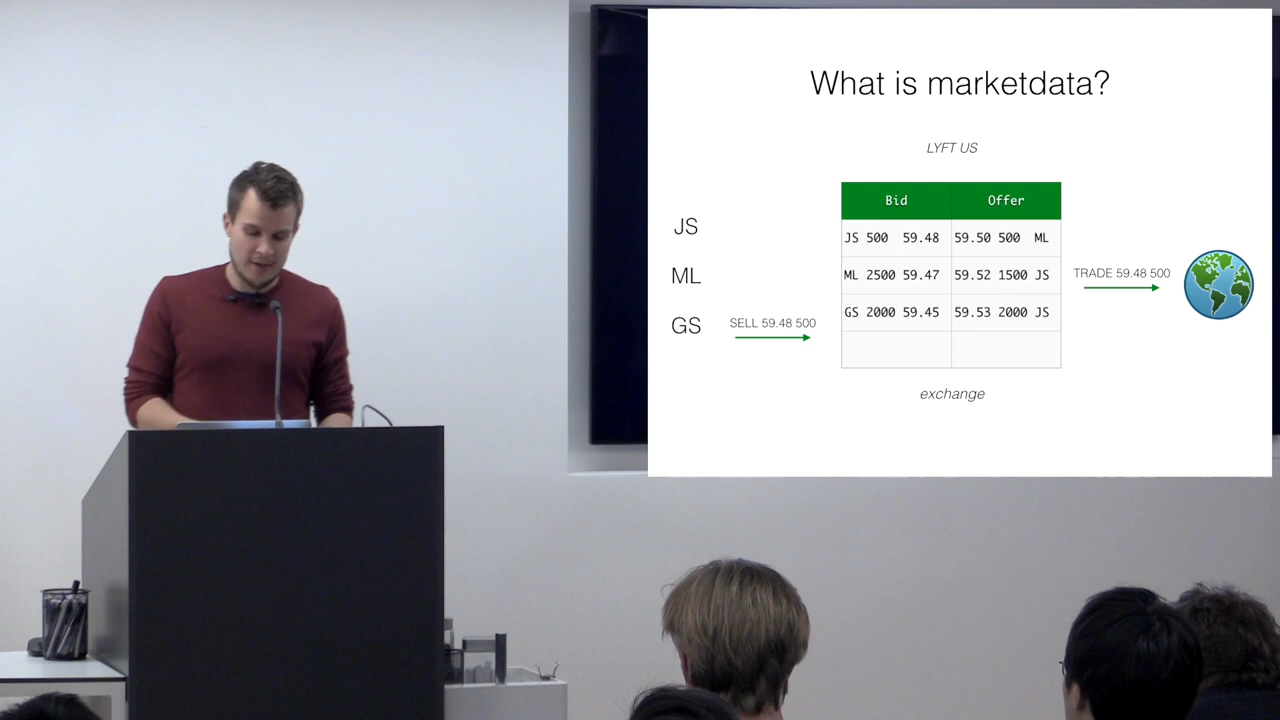 What is marketdata?
LYFT US
Bid Offer
JS 500 59.48 59.50 500 ML
ML 2500 59.47 59.52 1500 JS
GS 2000 59.45 59.53 2000 JS
JS
ML
GS
SELL 59.48 500
TRADE 59.48 500
exchange